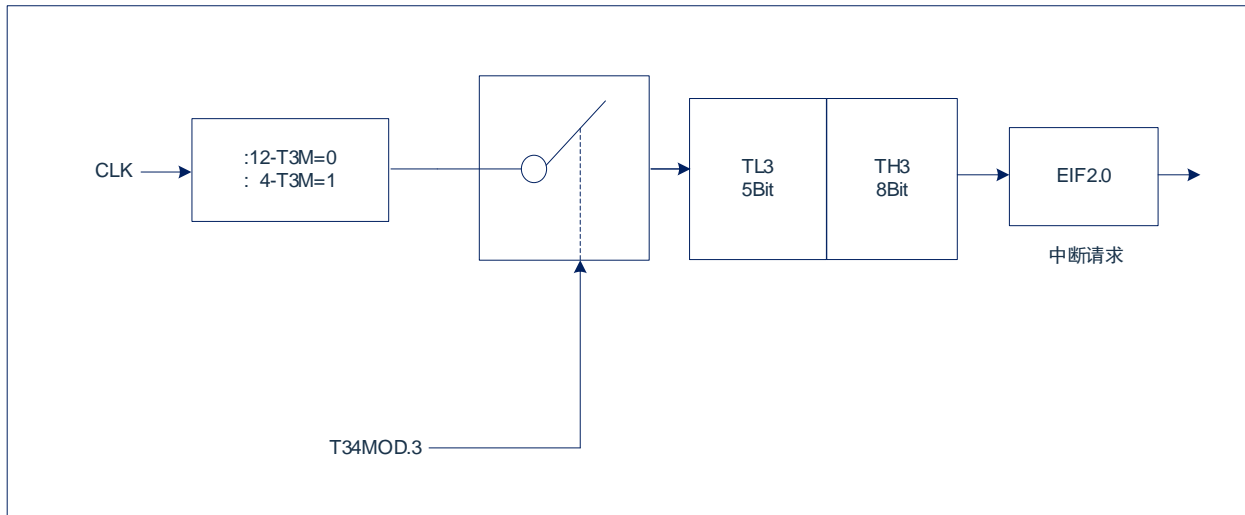 CLK
:12-T3M=0
: 4-T3M=1
TL3
5Bit
TH3
8Bit
EIF2.0
中断请求
T34MOD.3